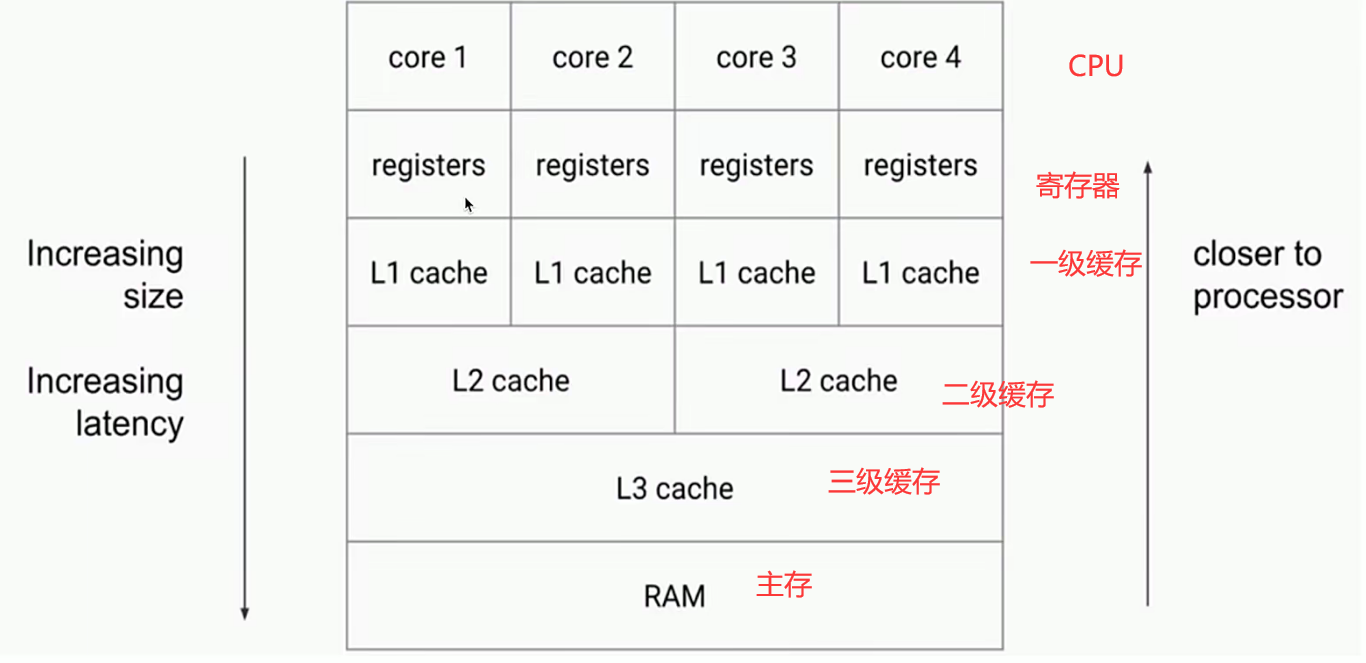 core 1
core 2
core 3
core 4
CPU
registers
registers
registers
registers
寄存器
Increasing
size
L1 cache
L1 cache
L1 cache
L1 cache
一级缓存
closer to
processor
Increasing
latency
L2 cache
L2 cache
二级缓存
L3 cache
三级缓存
RAM
主存